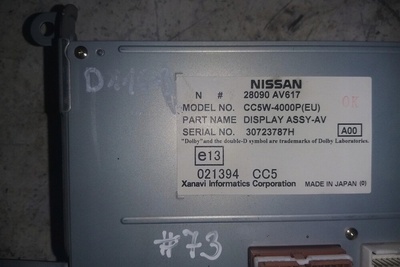 NISSAN
N # 28090 AV617
MODEL NO. CC5W-4000P(EU)
PART NAME DISPLAY ASSY-AV
SERIAL NO. 30723787H A00
"Dolby" and the double-D symbol are trademarks of Dolby Laboratories.
e13
021394 CC5
Xanavi Informatics Corporation MADE IN JAPAN (0)
#73